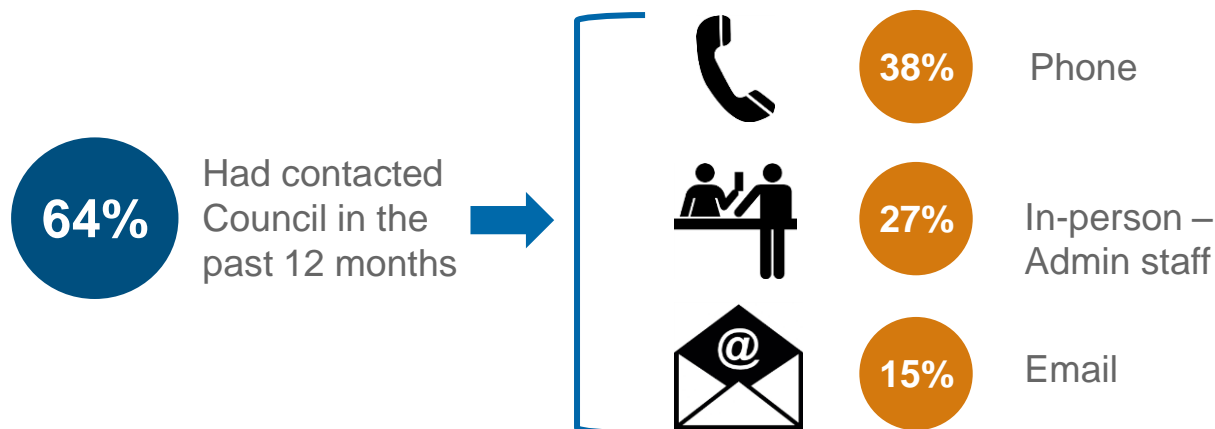 64%
Had contacted
Council in the
past 12 months
38%
Phone
27%
In-person –
Admin staff
@
15%
Email